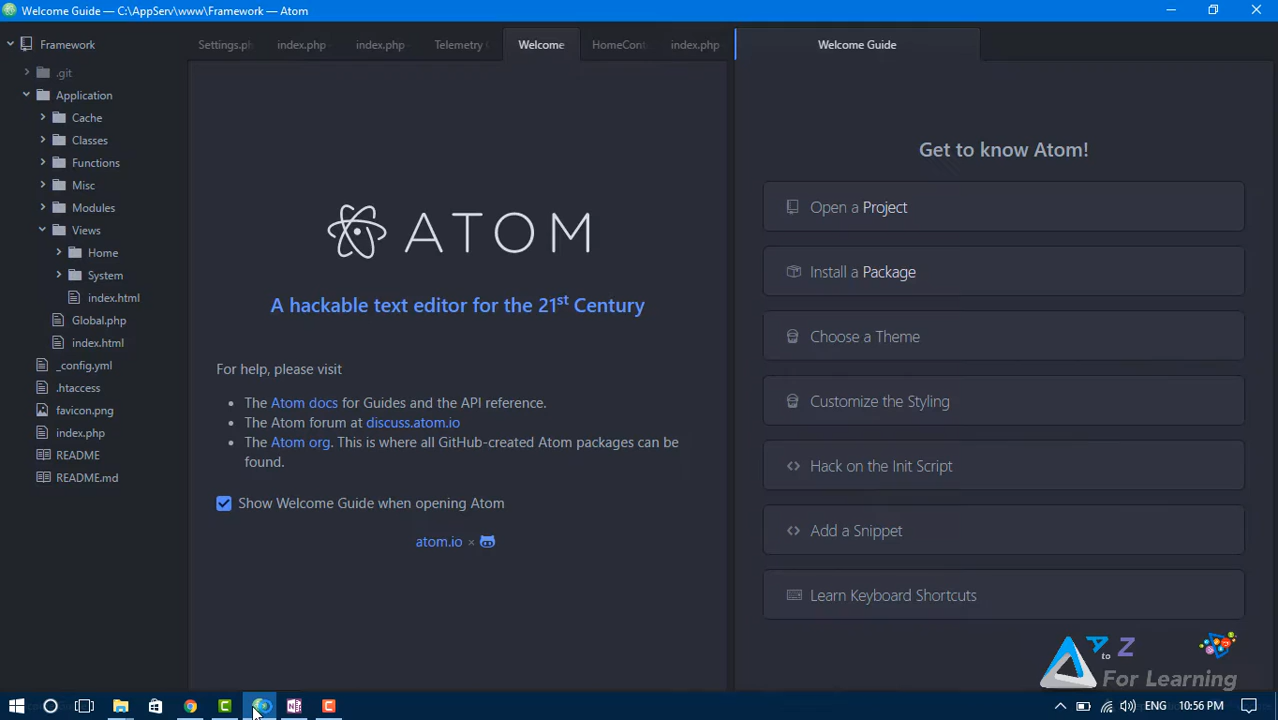 Welcome Guide — C:\AppServ\www\Framework — Atom
Framework
Settings.ph
index.php
index.php
Telemetry
Welcome
HomeCont
index.php
Welcome Guide
.git
Application
Cache
Classes
Functions
Misc
Modules
Views
Home
System
index.html
Global.php
index.html
_config.yml
.htaccess
favicon.png
index.php
README
README.md
ATOM
A hackable text editor for the 21st Century
For help, please visit
• The Atom docs for Guides and the API reference.
• The Atom forum at discuss.atom.io
• The Atom org. This is where all GitHub-created Atom packages can be
found.
Show Welcome Guide when opening Atom
atom.io ×
Get to know Atom!
Open a Project
Install a Package
Choose a Theme
Customize the Styling
Hack on the Init Script
Add a Snippet
Learn Keyboard Shortcuts
A to Z
For Learning
ENG 10:56 PM